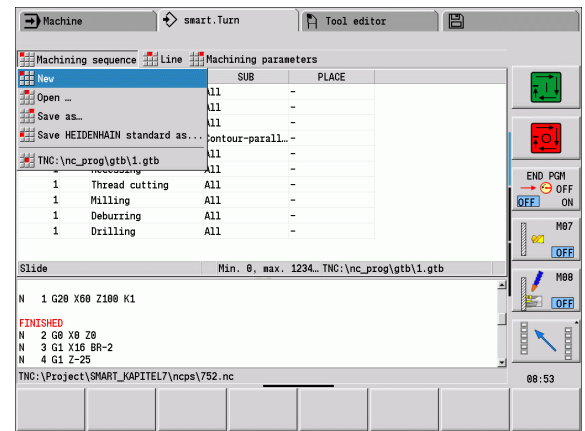 Machine
smart.Turn
Tool editor
Machining sequence
Line
Machining parameters
New
Open …
Save as…
Save HEIDENHAIN standard as...
TNC:\nc_prog\gtb\1.gtb
SUB PLACE
All -
All -
All -
Contour-parall… -
All -
All -
1 Thread cutting All -
1 Milling All -
1 Deburring All -
1 Drilling All -
Slide Min. 0, max. 1234… TNC:\nc_prog\gtb\1.gtb
N 1 G20 X60 Z100 K1
FINISHED
N 2 G0 X0 Z0
N 3 G1 X16 BR-2
N 4 G1 Z-25
TNC:\Project\SMART_KAPITEL7\ncps\752.nc
END PGM
OFF
OFF ON
M07
OFF
M08
OFF
08:53